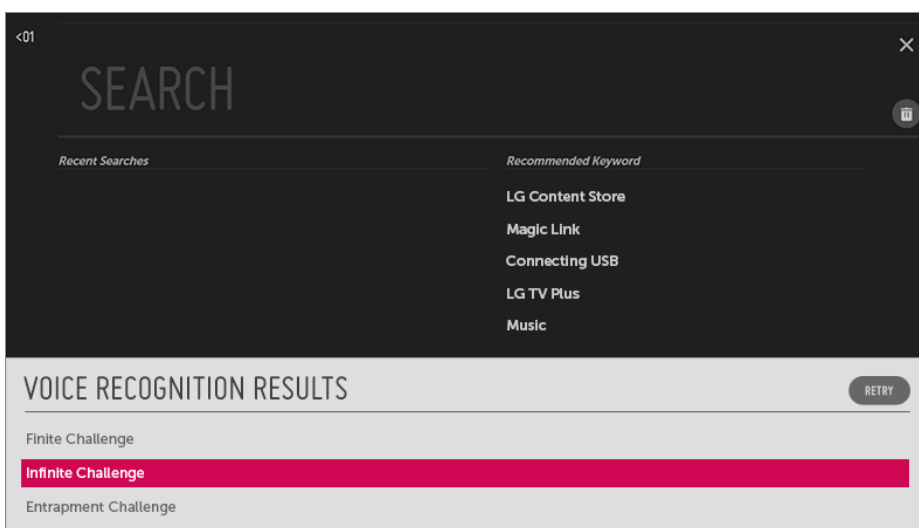 <01
SEARCH
Recent Searches
Recommended Keyword
LG Content Store
Magic Link
Connecting USB
LG TV Plus
Music
VOICE RECOGNITION RESULTS
RETRY
Finite Challenge
Infinite Challenge
Entrapment Challenge